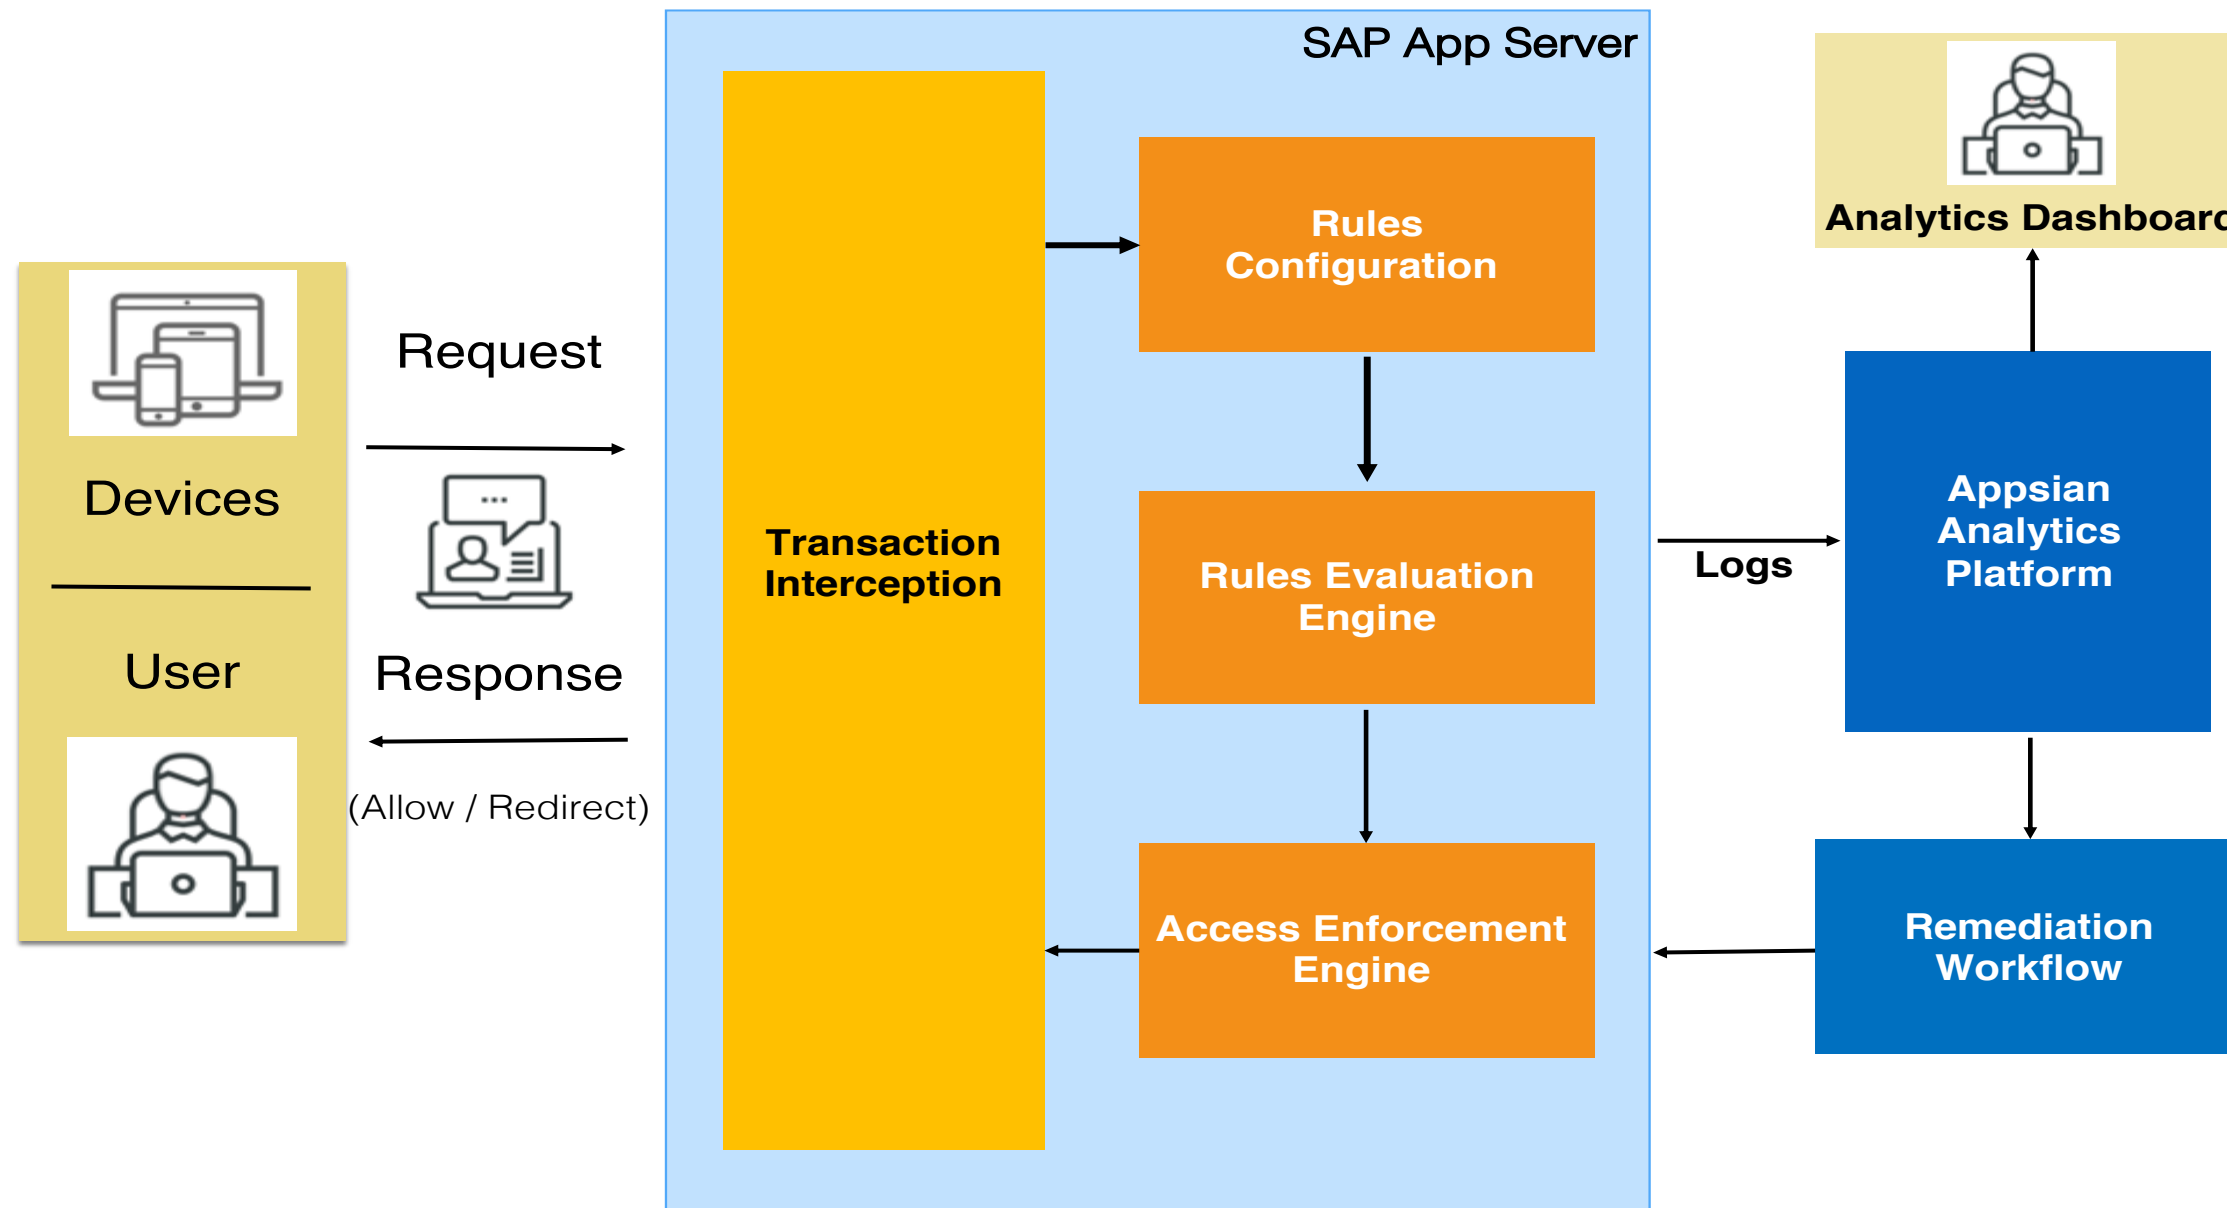 SAP App Server
Analytics Dashboard
Rules
Configuration
Request
Devices
Transaction
Interception
Appsian
Analytics
Platform
Logs
Rules Evaluation
Engine
User
Response
(Allow / Redirect)
Access Enforcement
Engine
Remediation
Workflow